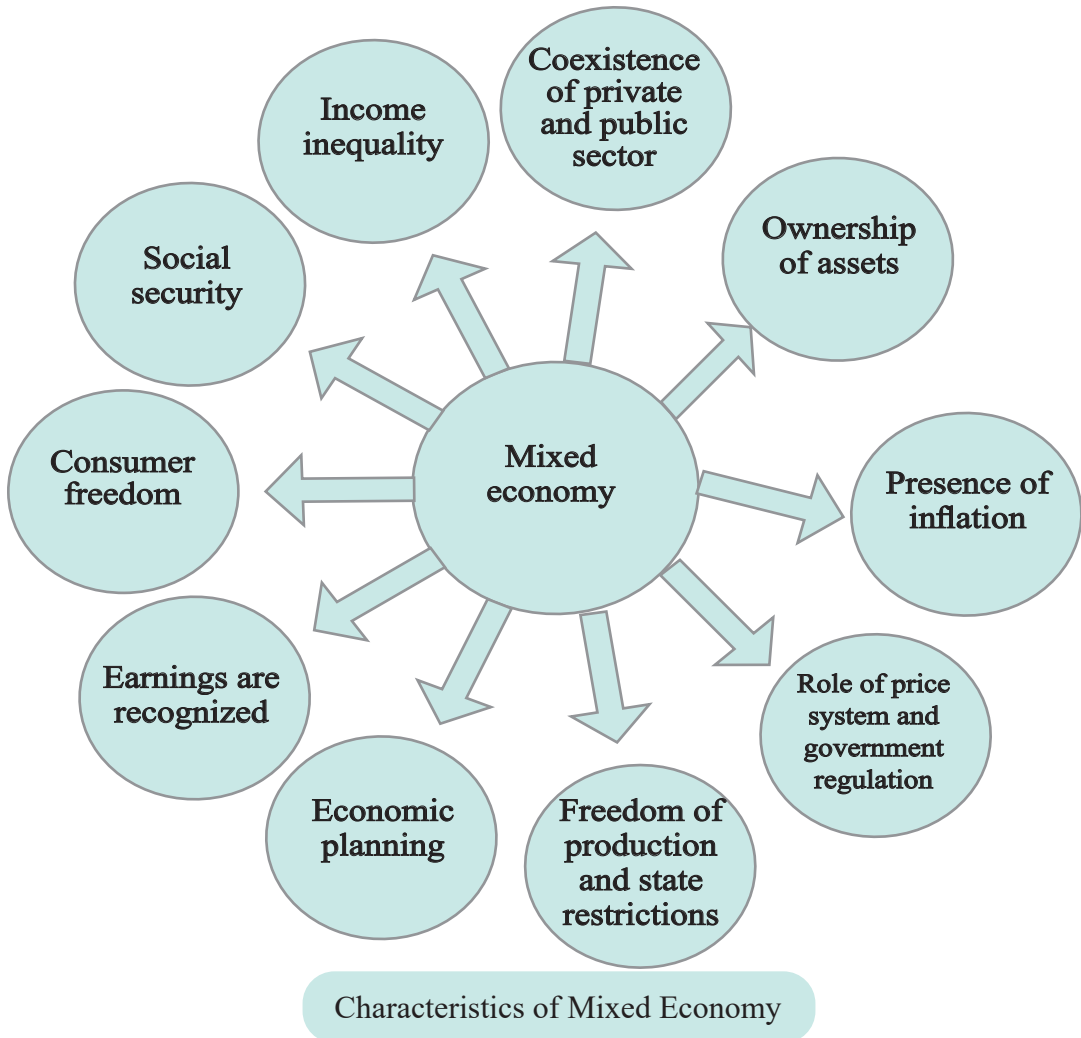 Coexistence
of private
and public
sector
Income
inequality
Ownership
of assets
Social
security
Mixed
economy
Consumer
freedom
Presence of
inflation
Earnings are
recognized
Role of price
system and
government
regulation
Economic
planning
Freedom of
production
and state
restrictions
Characteristics of Mixed Economy